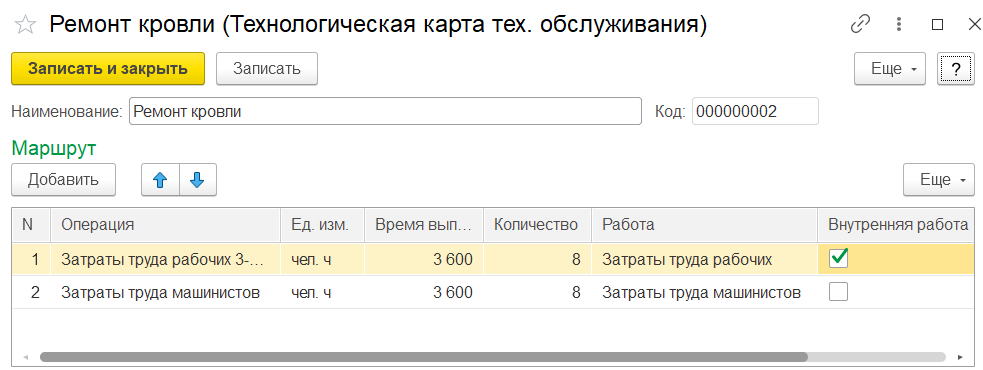 Ремонт кровли (Технологическая карта тех. обслуживания)
Записать и закрыть Записать Еще ?
Наименование: Ремонт кровли Код: 000000002
Маршрут
Добавить Еще
N Операция Ед. изм. Время вып... Количество Работа Внутренняя работа
1 Затраты труда рабочих 3-... чел. ч 3 600 8 Затраты труда рабочих
2 Затраты труда машинистов чел. ч 3 600 8 Затраты труда машинистов